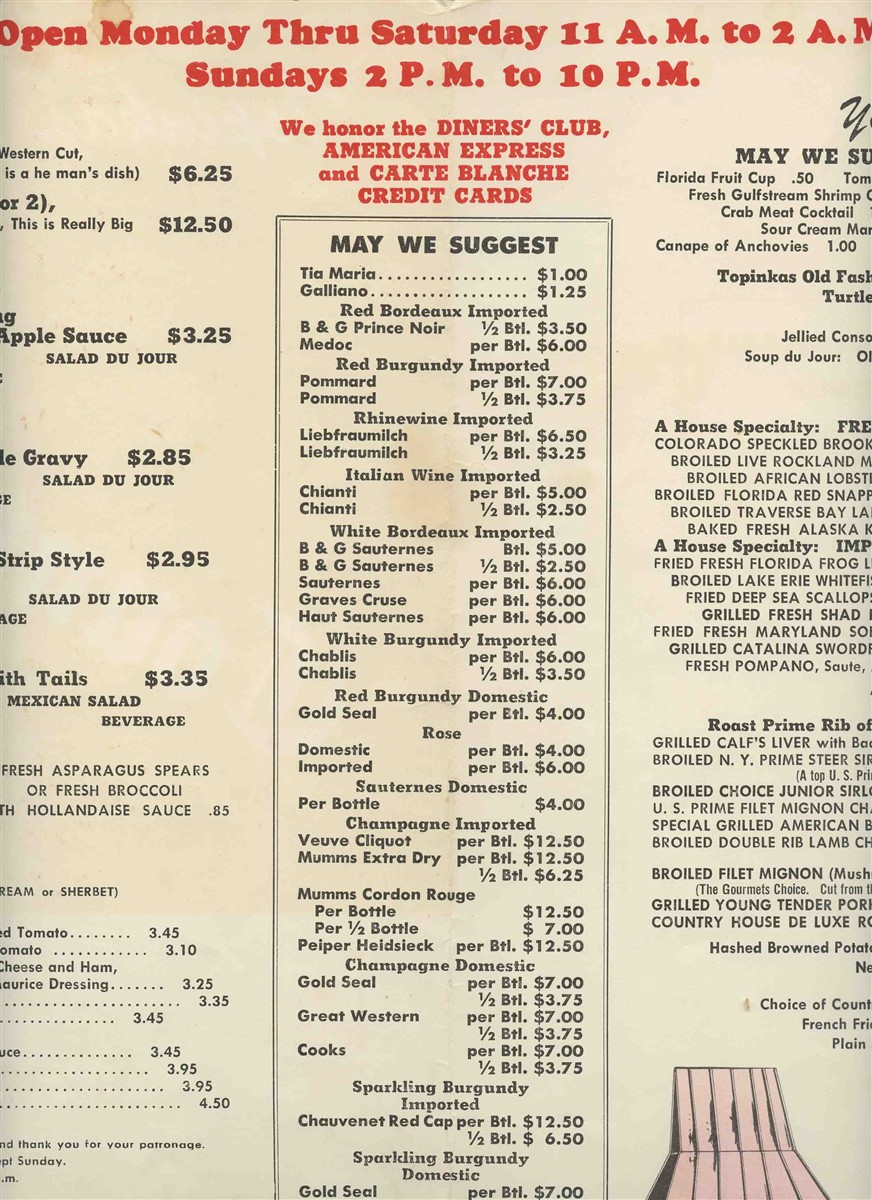 Open Monday Thru Saturday 11 A.M. to 2 A.M
Sundays 2 P.M. to 10 P.M.
Western Cut,
is a he man's dish) $6.25
or 2),
, This is Really Big $12.50
ng
Apple Sauce $3.25
SALAD DU JOUR
E
le Gravy $2.85
SALAD DU JOUR
GE
Strip Style $2.95
SALAD DU JOUR
AGE
ith Tails $3.35
MEXICAN SALAD
BEVERAGE
FRESH ASPARAGUS SPEARS
OR FRESH BROCCOLI
TH HOLLANDAISE SAUCE .85
REAM or SHERBET)
ed Tomato........ 3.45
omato ............ 3.10
Cheese and Ham,
aurice Dressing....... 3.25
....................... 3.35
............... 3.45
uce.............. 3.45
................... 3.95
..................... 3.95
....................... 4.50
nd thank you for your patronage.
ept Sunday.
.m.
We honor the DINERS' CLUB,
AMERICAN EXPRESS
and CARTE BLANCHE
CREDIT CARDS
MAY WE SUGGEST
Tia Maria.................. $1.00
Galliano................... $1.25
Red Bordeaux Imported
B & G Prince Noir ½ Btl. $3.50
Medoc per Btl. $6.00
Red Burgundy Imported
Pommard per Btl. $7.00
Pommard ½ Btl. $3.75
Rhinewine Imported
Liebfraumilch per Btl. $6.50
Liebfraumilch ½ Btl. $3.25
Italian Wine Imported
Chianti per Btl. $5.00
Chianti ½ Btl. $2.50
White Bordeaux Imported
B & G Sauternes Btl. $5.00
B & G Sauternes ½ Btl. $2.50
Sauternes per Btl. $6.00
Graves Cruse per Btl. $6.00
Haut Sauternes per Btl. $6.00
White Burgundy Imported
Chablis per Btl. $6.00
Chablis ½ Btl. $3.50
Red Burgundy Domestic
Gold Seal per Btl. $4.00
Rose
Domestic per Btl. $4.00
Imported per Btl. $6.00
Sauternes Domestic
Per Bottle $4.00
Champagne Imported
Veuve Cliquot per Btl. $12.50
Mumms Extra Dry per Btl. $12.50
½ Btl. $6.25
Mumms Cordon Rouge
Per Bottle $12.50
Per ½ Bottle $ 7.00
Peiper Heidsieck per Btl. $12.50
Champagne Domestic
Gold Seal per Btl. $7.00
½ Btl. $3.75
Great Western per Btl. $7.00
½ Btl. $3.75
Cooks per Btl. $7.00
½ Btl. $3.75
Sparkling Burgundy
Imported
Chauvenet Red Cap per Btl. $12.50
½ Btl. $ 6.50
Sparkling Burgundy
Domestic
Gold Seal per Btl. $7.00
MAY WE SU
Florida Fruit Cup .50 Tom
Fresh Gulfstream Shrimp C
Crab Meat Cocktail 1
Sour Cream Mar
Canape of Anchovies 1.00
Topinkas Old Fash
Turtle
Jellied Conso
Soup du Jour: Ol
A House Specialty: FRE
COLORADO SPECKLED BROOK
BROILED LIVE ROCKLAND M
BROILED AFRICAN LOBSTE
BROILED FLORIDA RED SNAPP
BROILED TRAVERSE BAY LA
BAKED FRESH ALASKA K
A House Specialty: IMP
FRIED FRESH FLORIDA FROG L
BROILED LAKE ERIE WHITEFIS
FRIED DEEP SEA SCALLOPS
GRILLED FRESH SHAD R
FRIED FRESH MARYLAND SOF
GRILLED CATALINA SWORDF
FRESH POMPANO, Saute,
Roast Prime Rib of
GRILLED CALF'S LIVER with Bac
BROILED N. Y. PRIME STEER SIR
(A top U. S. Pri
BROILED CHOICE JUNIOR SIRLO
U. S. PRIME FILET MIGNON CHA
SPECIAL GRILLED AMERICAN B
BROILED DOUBLE RIB LAMB CH
BROILED FILET MIGNON (Mush
(The Gourmets Choice. Cut from th
GRILLED YOUNG TENDER PORK
COUNTRY HOUSE DE LUXE RO
Hashed Browned Potato
Ne
Choice of Count
French Frie
Plain